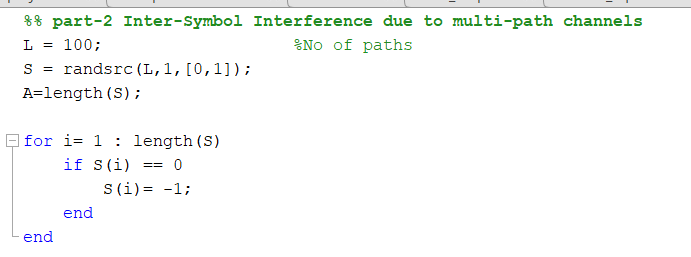 %% part-2 Inter-Symbol Interference due to multi-path channels
L = 100;                    %No of paths
S = randsrc(L,1,[0,1]);
A=length(S);
for i= 1 : length(S)
    if S(i) == 0
        S(i)= -1;
    end
end